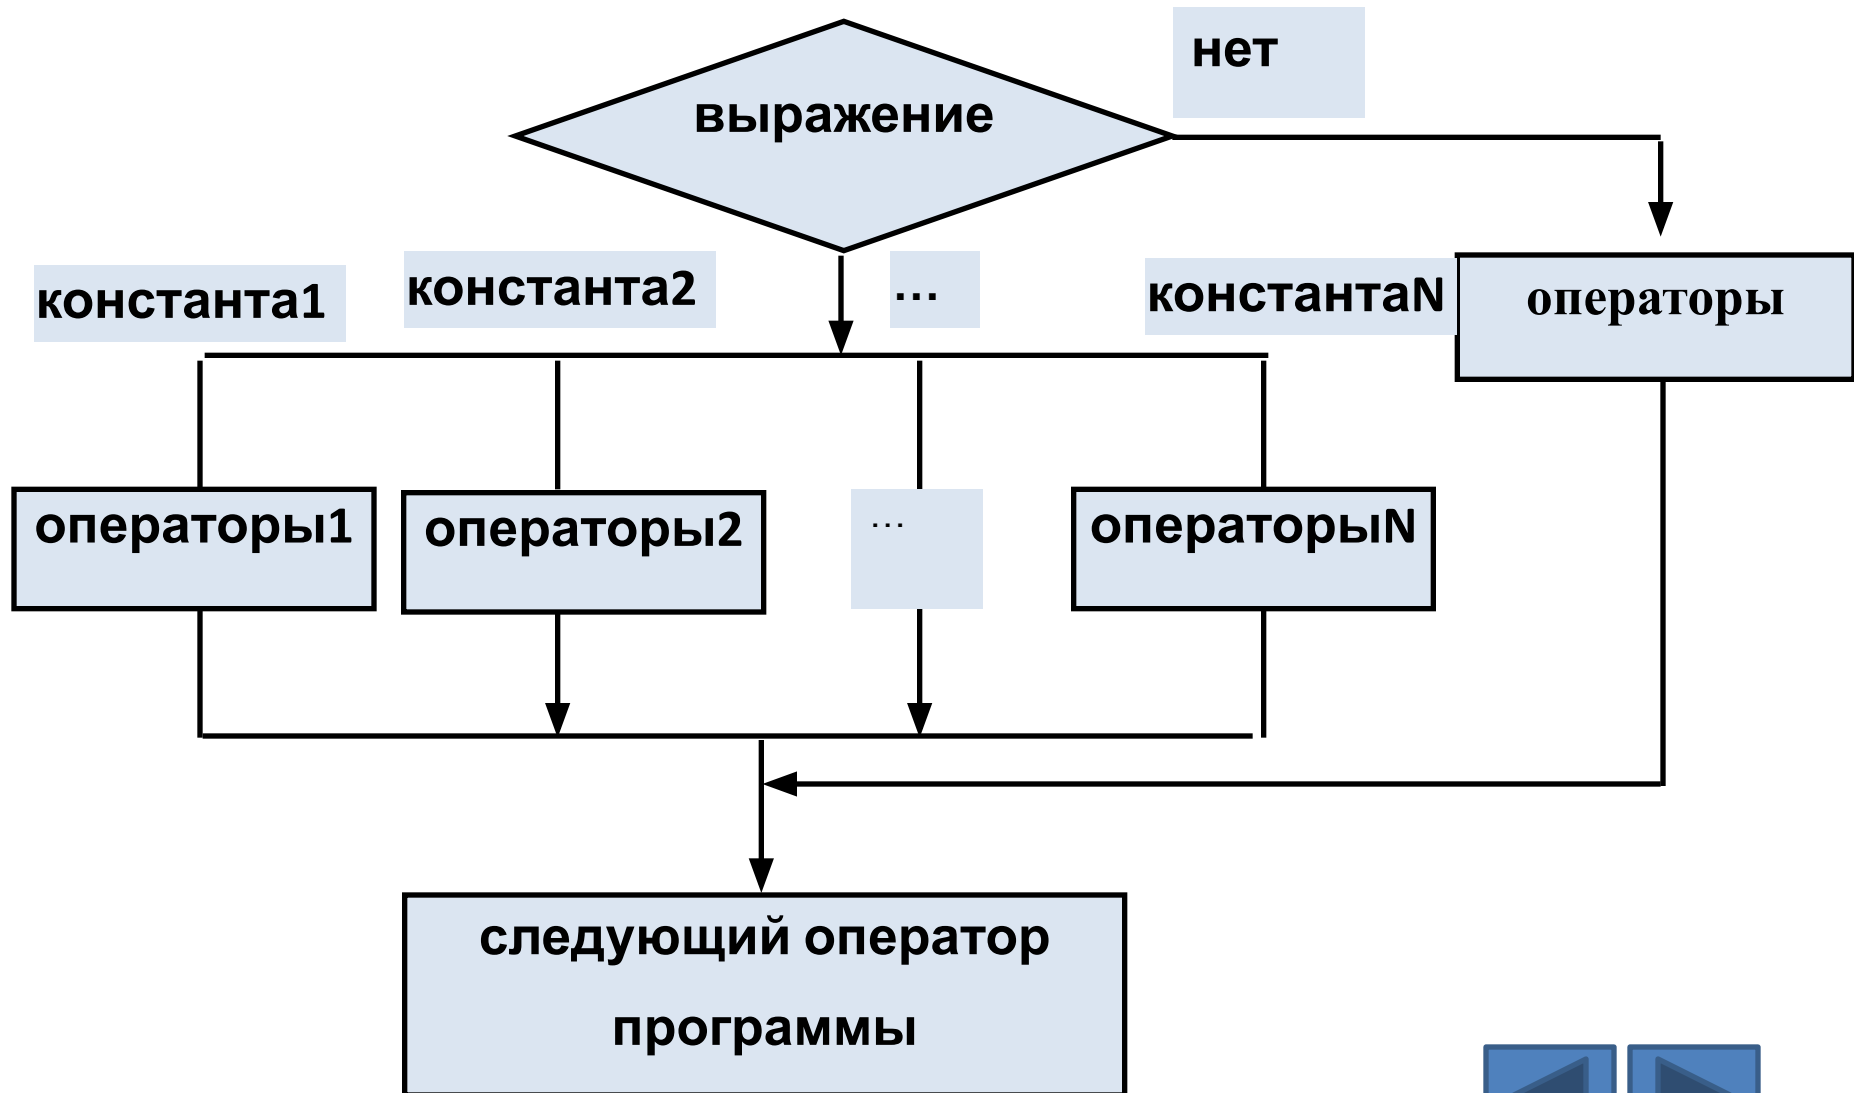 выражение
нет
константа1
константа2
...
константаN
операторы
операторы1
операторы2
...
операторыN
следующий оператор
программы